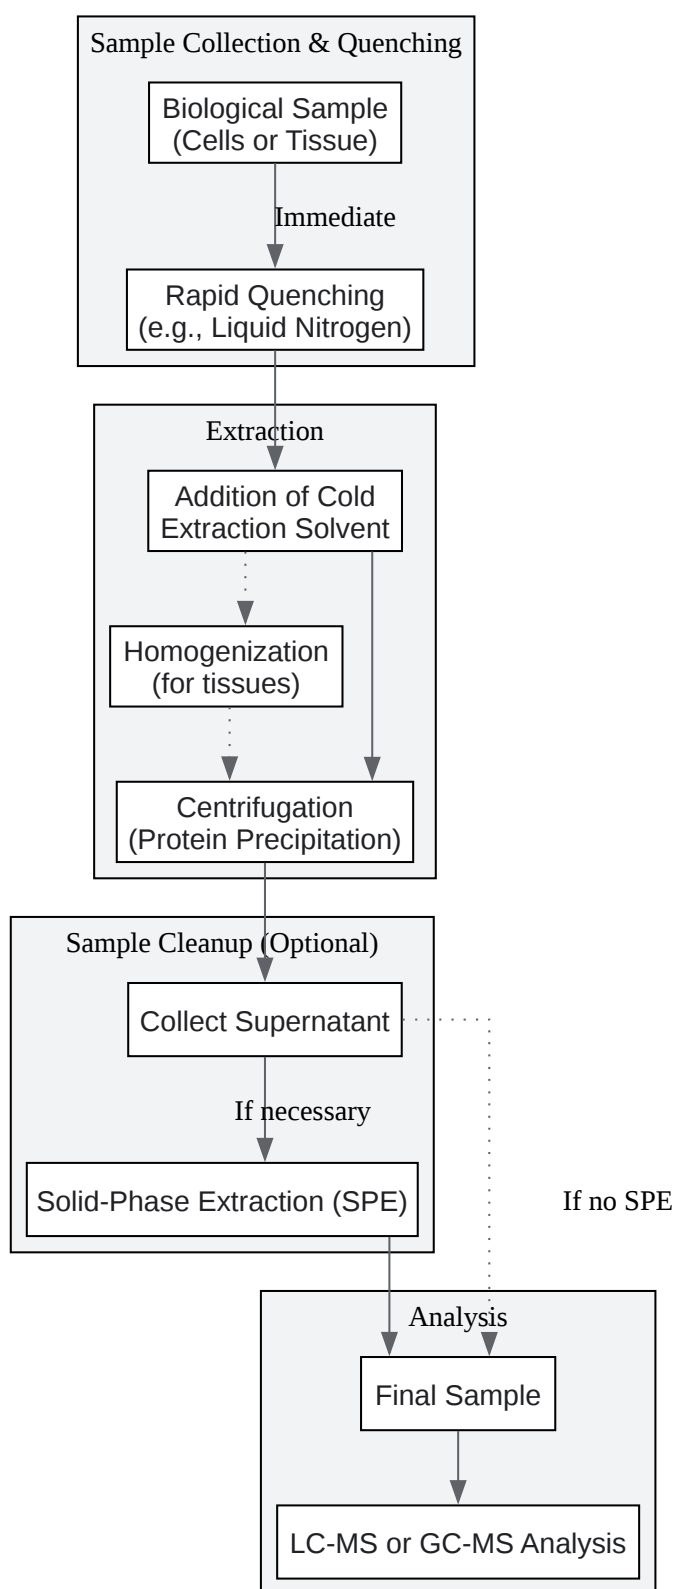 Sample Collection & Quenching
Biological Sample
(Cells or Tissue)
Immediate
Rapid Quenching
(e.g., Liquid Nitrogen)
Extraction
Addition of Cold
Extraction Solvent
Homogenization
(for tissues)
Centrifugation
(Protein Precipitation)
Sample Cleanup (Optional)
Collect Supernatant
If necessary
Solid-Phase Extraction (SPE)
If no SPE
Analysis
Final Sample
LC-MS or GC-MS Analysis